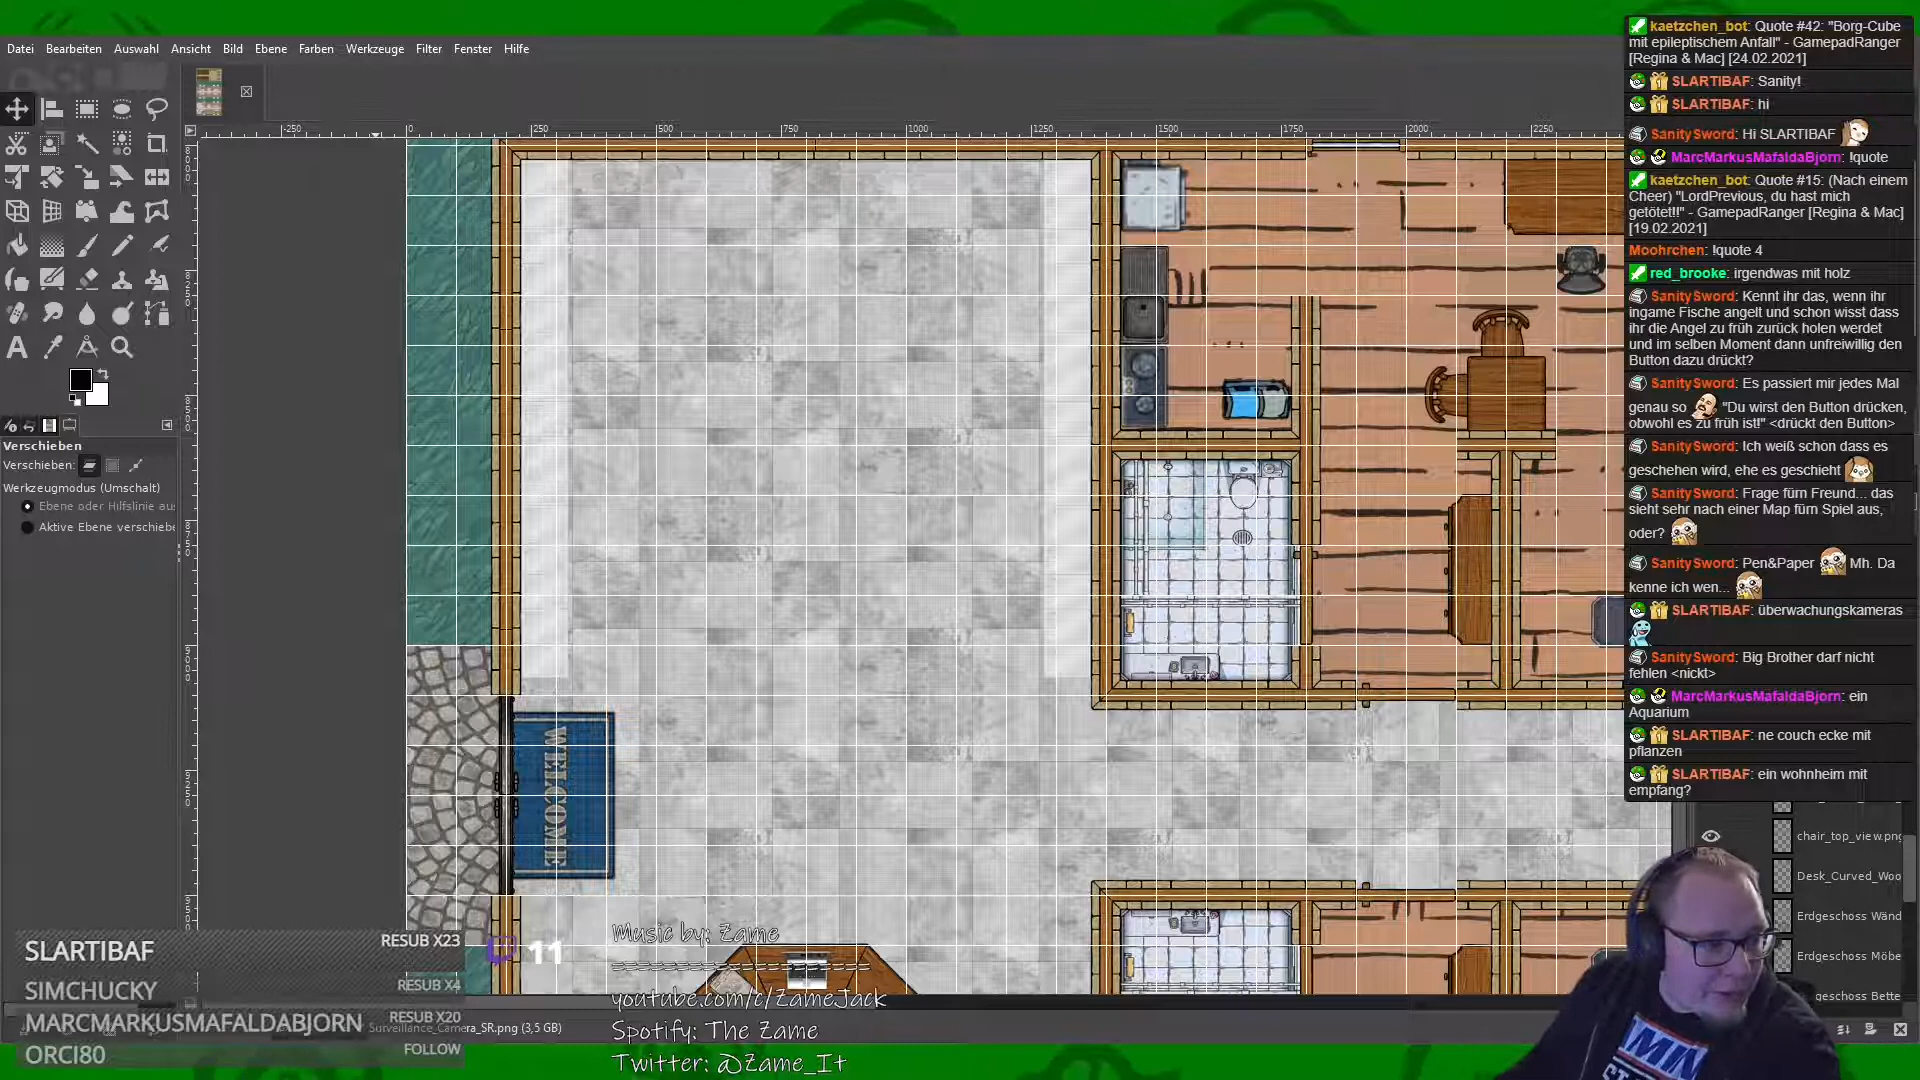 Datei Bearbeiten Auswahl Ansicht Bild Ebene Farben Werkzeuge Filter Fenster Hilfe
-250 0 250 500 750 1000 1250 1500 1750 2000 2250
Verschieben
Verschieben:
Werkzeugmodus (Umschalt)
Ebene oder Hilfslinie
Aktive Ebene
WELCOME
kaetzchen_bot: Quote #42: "Borg-Cube
mit epileptischem Anfall" - GamepadRanger
[Regina & Mac] [24.02.2021]
SLARTIBAF: Sanity!
SLARTIBAF: hi
SanitySword: Hi SLARTIBAF
MarcMarkusMafaldaBjorn: !quote
kaetzchen_bot: Quote #15: (Nach einem
Cheer) "LordPrevious, du hast mich
getötet!!" - GamepadRanger [Regina & Mac]
[19.02.2021]
Moohrchen: !quote 4
red_brooke: irgendwas mit holz
SanitySword: Kennt ihr das, wenn ihr
ingame Fische angelt und schon wisst dass
ihr die Angel zu früh zurück holen werdet
und im selben Moment dann unfreiwillig den
Button dazu drückt?
SanitySword: Es passiert mir jedes Mal
genau so "Du wirst den Button drücken,
obwohl es zu früh ist!" <drückt den Button>
SanitySword: Ich weiß schon dass es
geschehen wird, ehe es geschieht
SanitySword: Frage fürn Freund... das
sieht sehr nach einer Map fürn Spiel aus,
oder?
SanitySword: Pen&Paper Mh. Da
kenne ich wen...
SLARTIBAF: überwachungskameras
SanitySword: Big Brother darf nicht
fehlen <nickt>
MarcMarkusMafaldaBjorn: ein
Aquarium
SLARTIBAF: ne couch ecke mit
pflanzen
SLARTIBAF: ein wohnheim mit
empfang?
chair_top_view.png
Desk_Curved_Woo
Erdgeschoss Wänd
Erdgeschoss Möbe
geschoss Bette
SLARTIBAF RESUB X23
SIMCHUCKY RESUB X4
MARCMARKUSMAFALDABJORN RESUB X20
ORCI80 FOLLOW
11
Surveillance_Camera_SR.png (3,5 GB)
Music by: Zame
====================
youtube.com/c/ZameJack
Spotify: The Zame
Twitter: @Zame_It